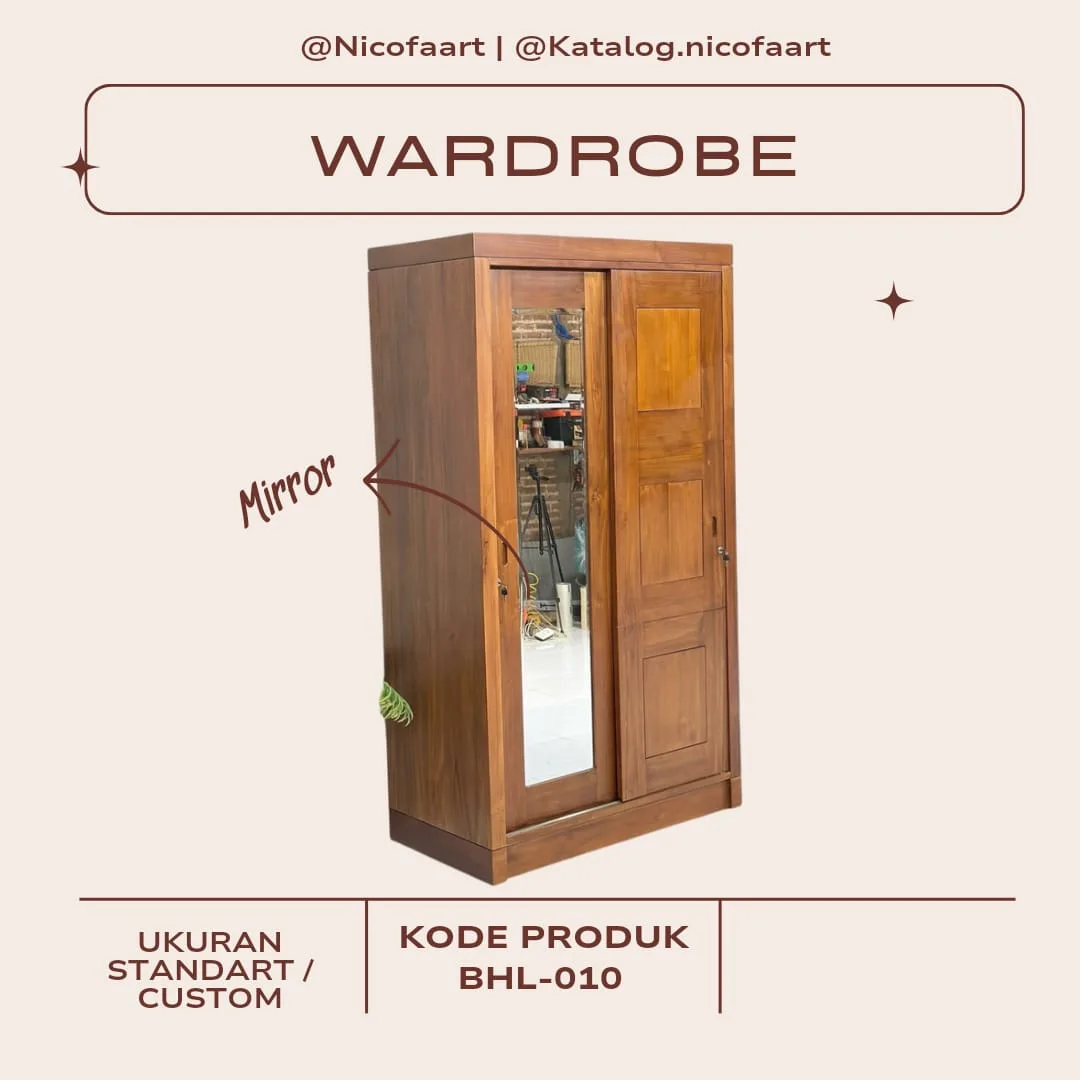 @Nicofaart | @Katalog.nicofaart
WARDROBE
Mirror
UKURAN
STANDART /
CUSTOM
KODE PRODUK
BHL-010